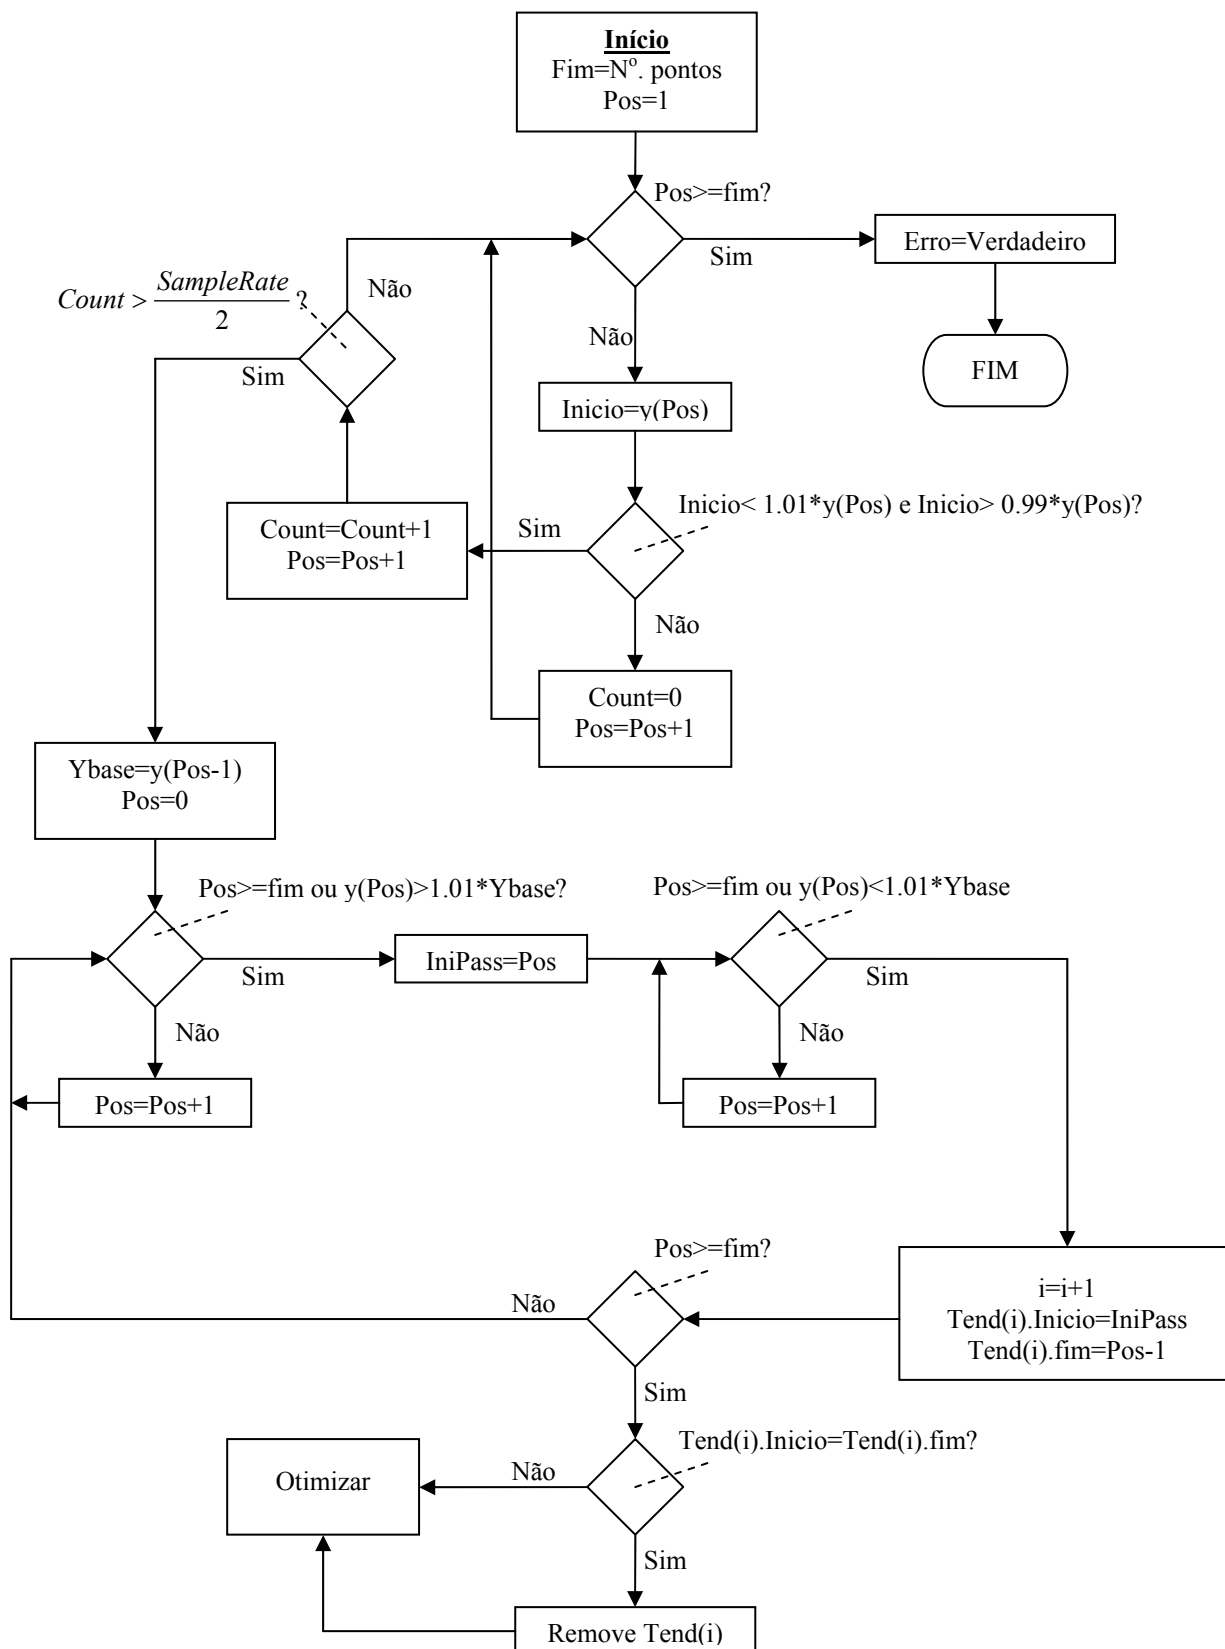 Início
Fim=Nº. pontos
Pos=1
Pos>=fim?
Sim
Erro=Verdadeiro
FIM
Não
Inicio=y(Pos)
Inicio< 1.01*y(Pos) e Inicio> 0.99*y(Pos)?
Sim
Count=Count+1
Pos=Pos+1
Não
Count=0
Pos=Pos+1
Count > SampleRate/2 ?
Não
Sim
Ybase=y(Pos-1)
Pos=0
Pos>=fim ou y(Pos)>1.01*Ybase?
Sim
Não
Pos=Pos+1
IniPass=Pos
Pos>=fim ou y(Pos)<1.01*Ybase
Sim
Não
Pos=Pos+1
i=i+1
Tend(i).Inicio=IniPass
Tend(i).fim=Pos-1
Pos>=fim?
Não
Sim
Tend(i).Inicio=Tend(i).fim?
Não
Otimizar
Sim
Remove Tend(i)